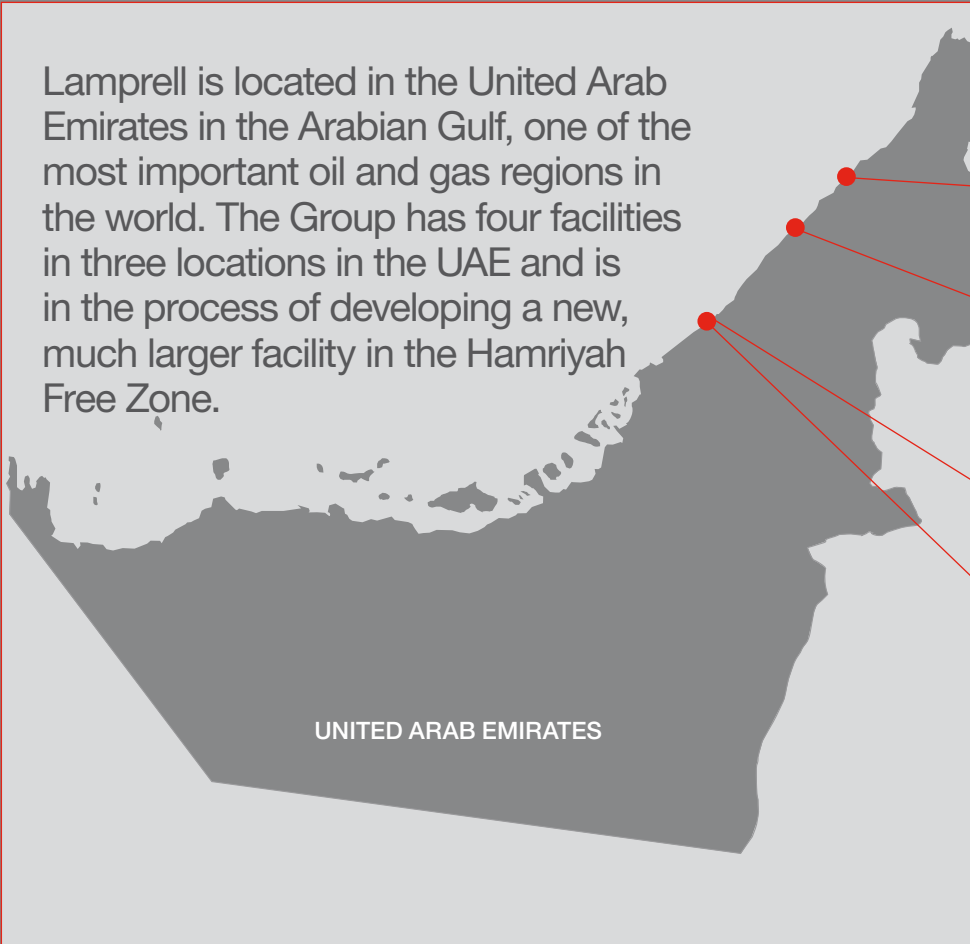 Lamprell is located in the United Arab
Emirates in the Arabian Gulf, one of the
most important oil and gas regions in
the world. The Group has four facilities
in three locations in the UAE and is
in the process of developing a new,
much larger facility in the Hamriyah
Free Zone.
UNITED ARAB EMIRATES